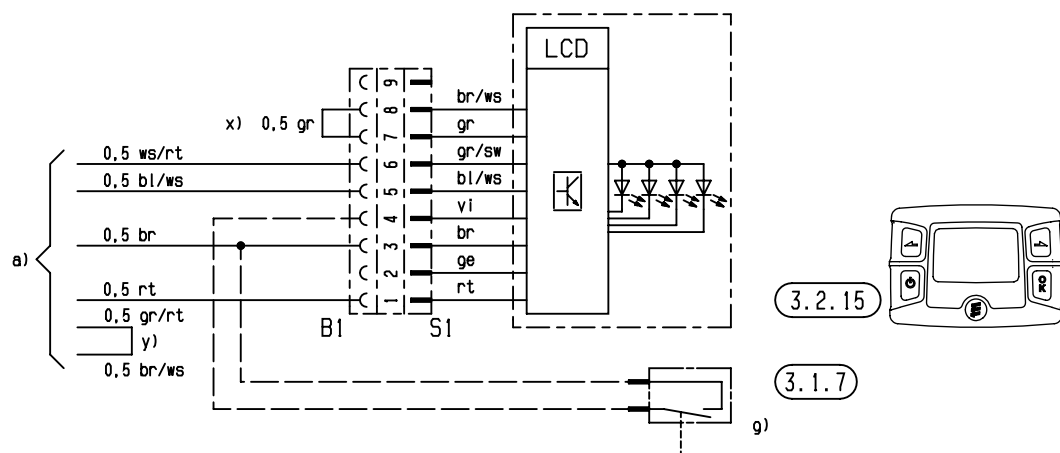 LCD
9
8
7
6
5
4
3
2
1
br/ws
gr
gr/sw
bl/ws
vi
br
ge
rt
x) 0,5 gr
0,5 ws/rt
0,5 bl/ws
0,5 br
a)
0,5 rt
0,5 gr/rt
y)
0,5 br/ws
B1
S1
3.2.15
OK
3.1.7
g)